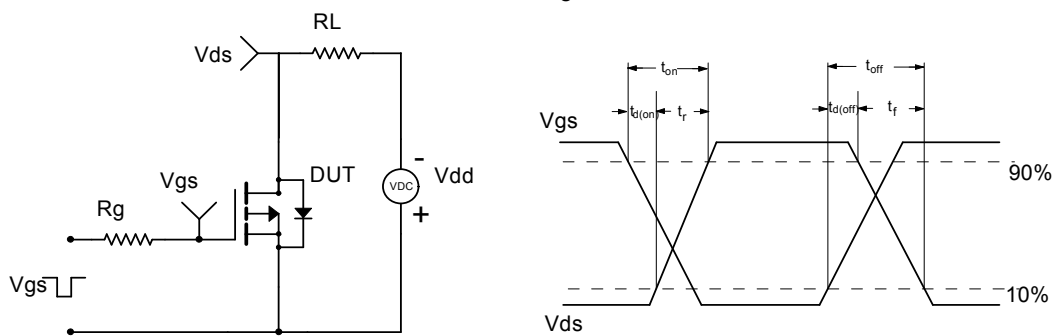 RL
Vds
-
Vgs
DUT
VDC
Vdd
+
Rg
Vgs
ton
toff
td(on)
tr
td(off)
tf
Vgs
90%
10%
Vds